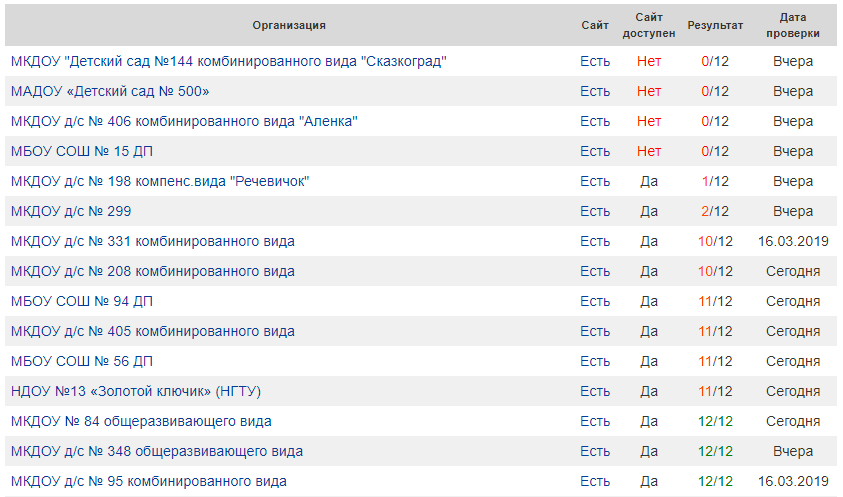 Организация Сайт Сайт доступен Результат Дата проверки
МКДОУ "Детский сад №144 комбинированного вида "Сказкоград" Есть Нет 0/12 Вчера
МАДОУ «Детский сад № 500» Есть Нет 0/12 Вчера
МКДОУ д/с № 406 комбинированного вида "Аленка" Есть Нет 0/12 Вчера
МБОУ СОШ № 15 ДП Есть Нет 0/12 Вчера
МКДОУ д/с № 198 компенс.вида "Речевичок" Есть Да 1/12 Вчера
МКДОУ д/с № 299 Есть Да 2/12 Вчера
МКДОУ д/с № 331 комбинированного вида Есть Да 10/12 16.03.2019
МКДОУ д/с № 208 комбинированного вида Есть Да 10/12 Сегодня
МБОУ СОШ № 94 ДП Есть Да 11/12 Сегодня
МКДОУ д/с № 405 комбинированного вида Есть Да 11/12 Сегодня
МБОУ СОШ № 56 ДП Есть Да 11/12 Сегодня
НДОУ №13 «Золотой ключик» (НГТУ) Есть Да 11/12 Сегодня
МКДОУ № 84 общеразвивающего вида Есть Да 12/12 Сегодня
МКДОУ д/с № 348 общеразвивающего вида Есть Да 12/12 Вчера
МКДОУ д/с № 95 комбинированного вида Есть Да 12/12 16.03.2019